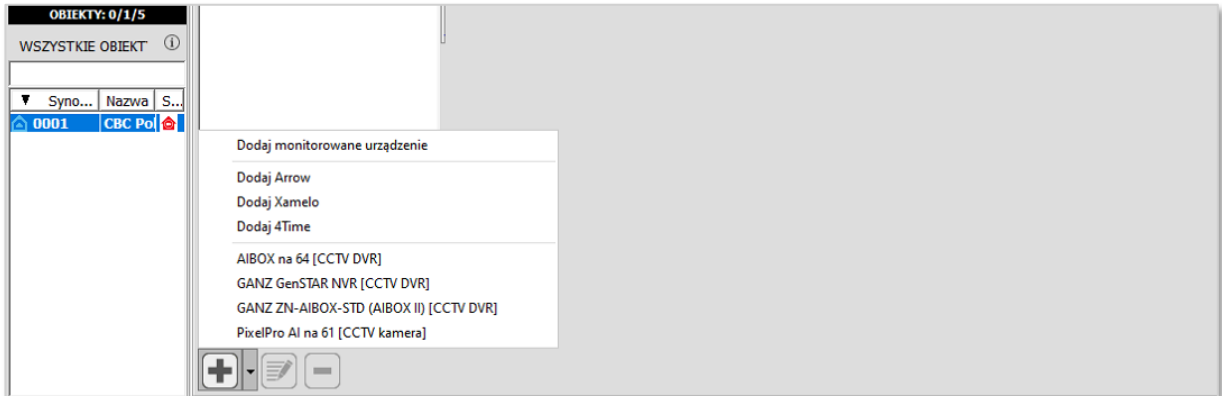 OBIEKTY: 0/1/5
WSZYSTKIE OBIEKT
Syno... Nazwa S...
0001 CBC Po
Dodaj monitorowane urządzenie
Dodaj Arrow
Dodaj Xamelo
Dodaj 4Time
AIBOX na 64 [CCTV DVR]
GANZ GenSTAR NVR [CCTV DVR]
GANZ ZN-AIBOX-STD (AIBOX II) [CCTV DVR]
PixelPro AI na 61 [CCTV kamera]